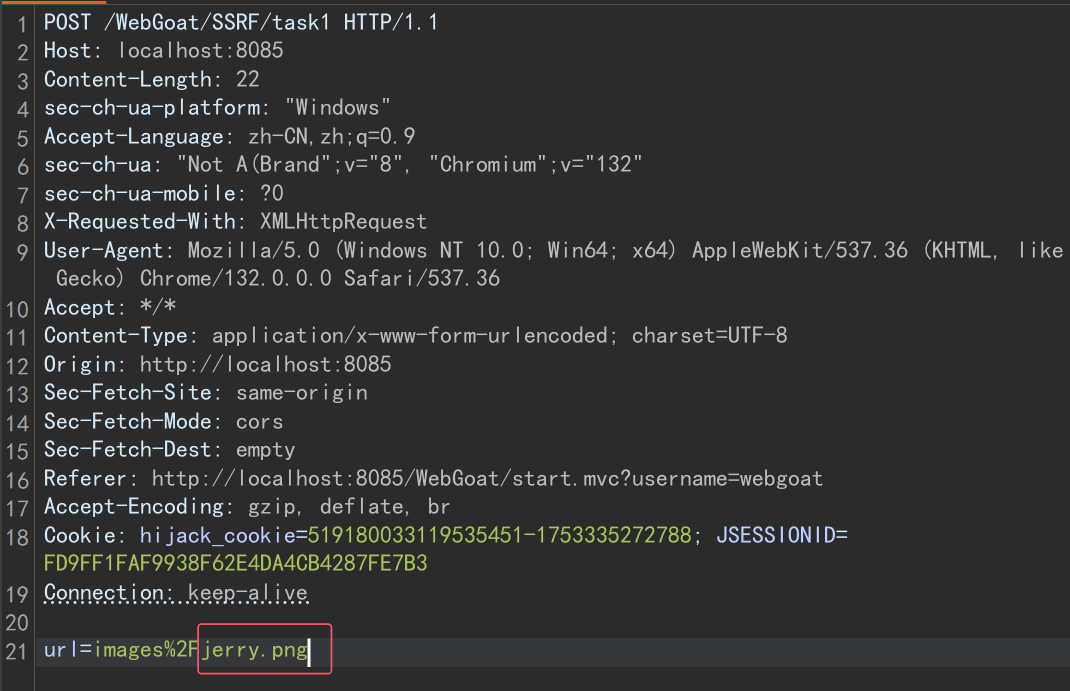 1 POST /WebGoat/SSRF/task1 HTTP/1.1
2 Host: localhost:8085
3 Content-Length: 22
4 sec-ch-ua-platform: "Windows"
5 Accept-Language: zh-CN,zh;q=0.9
6 sec-ch-ua: "Not A(Brand";v="8", "Chromium";v="132"
7 sec-ch-ua-mobile: ?0
8 X-Requested-With: XMLHttpRequest
9 User-Agent: Mozilla/5.0 (Windows NT 10.0; Win64; x64) AppleWebKit/537.36 (KHTML, like
Gecko) Chrome/132.0.0.0 Safari/537.36
10 Accept: */*
11 Content-Type: application/x-www-form-urlencoded; charset=UTF-8
12 Origin: http://localhost:8085
13 Sec-Fetch-Site: same-origin
14 Sec-Fetch-Mode: cors
15 Sec-Fetch-Dest: empty
16 Referer: http://localhost:8085/WebGoat/start.mvc?username=webgoat
17 Accept-Encoding: gzip, deflate, br
18 Cookie: hijack_cookie=519180033119535451-1753335272788; JSESSIONID=
FD9FF1FAF9938F62E4DA4CB4287FE7B3
19 Connection: keep-alive
20
21 url=images%2Fjerry.png